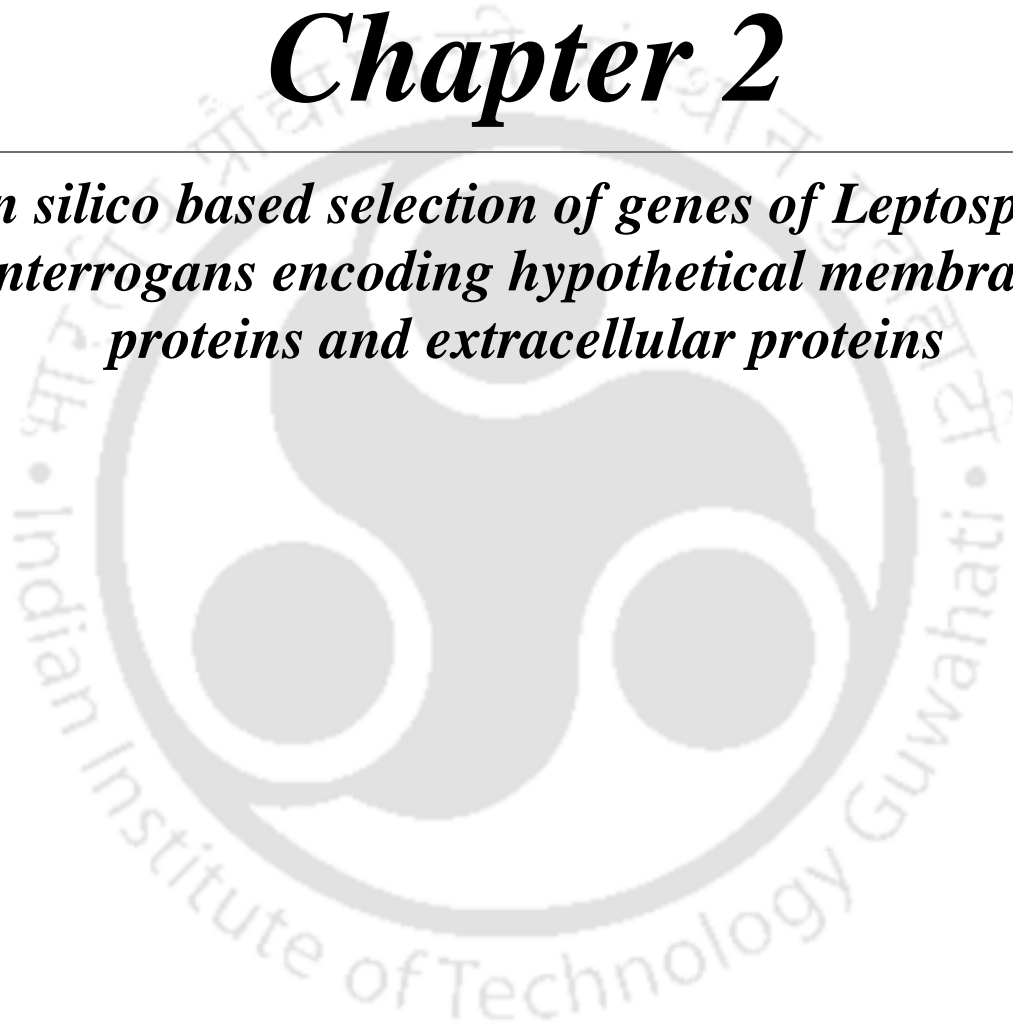 Chapter 2
n silico based selection of genes of Leptosp
nterrogans encoding hypothetical membra
proteins and extracellular proteins
Indian Institute of Technology Guwahati